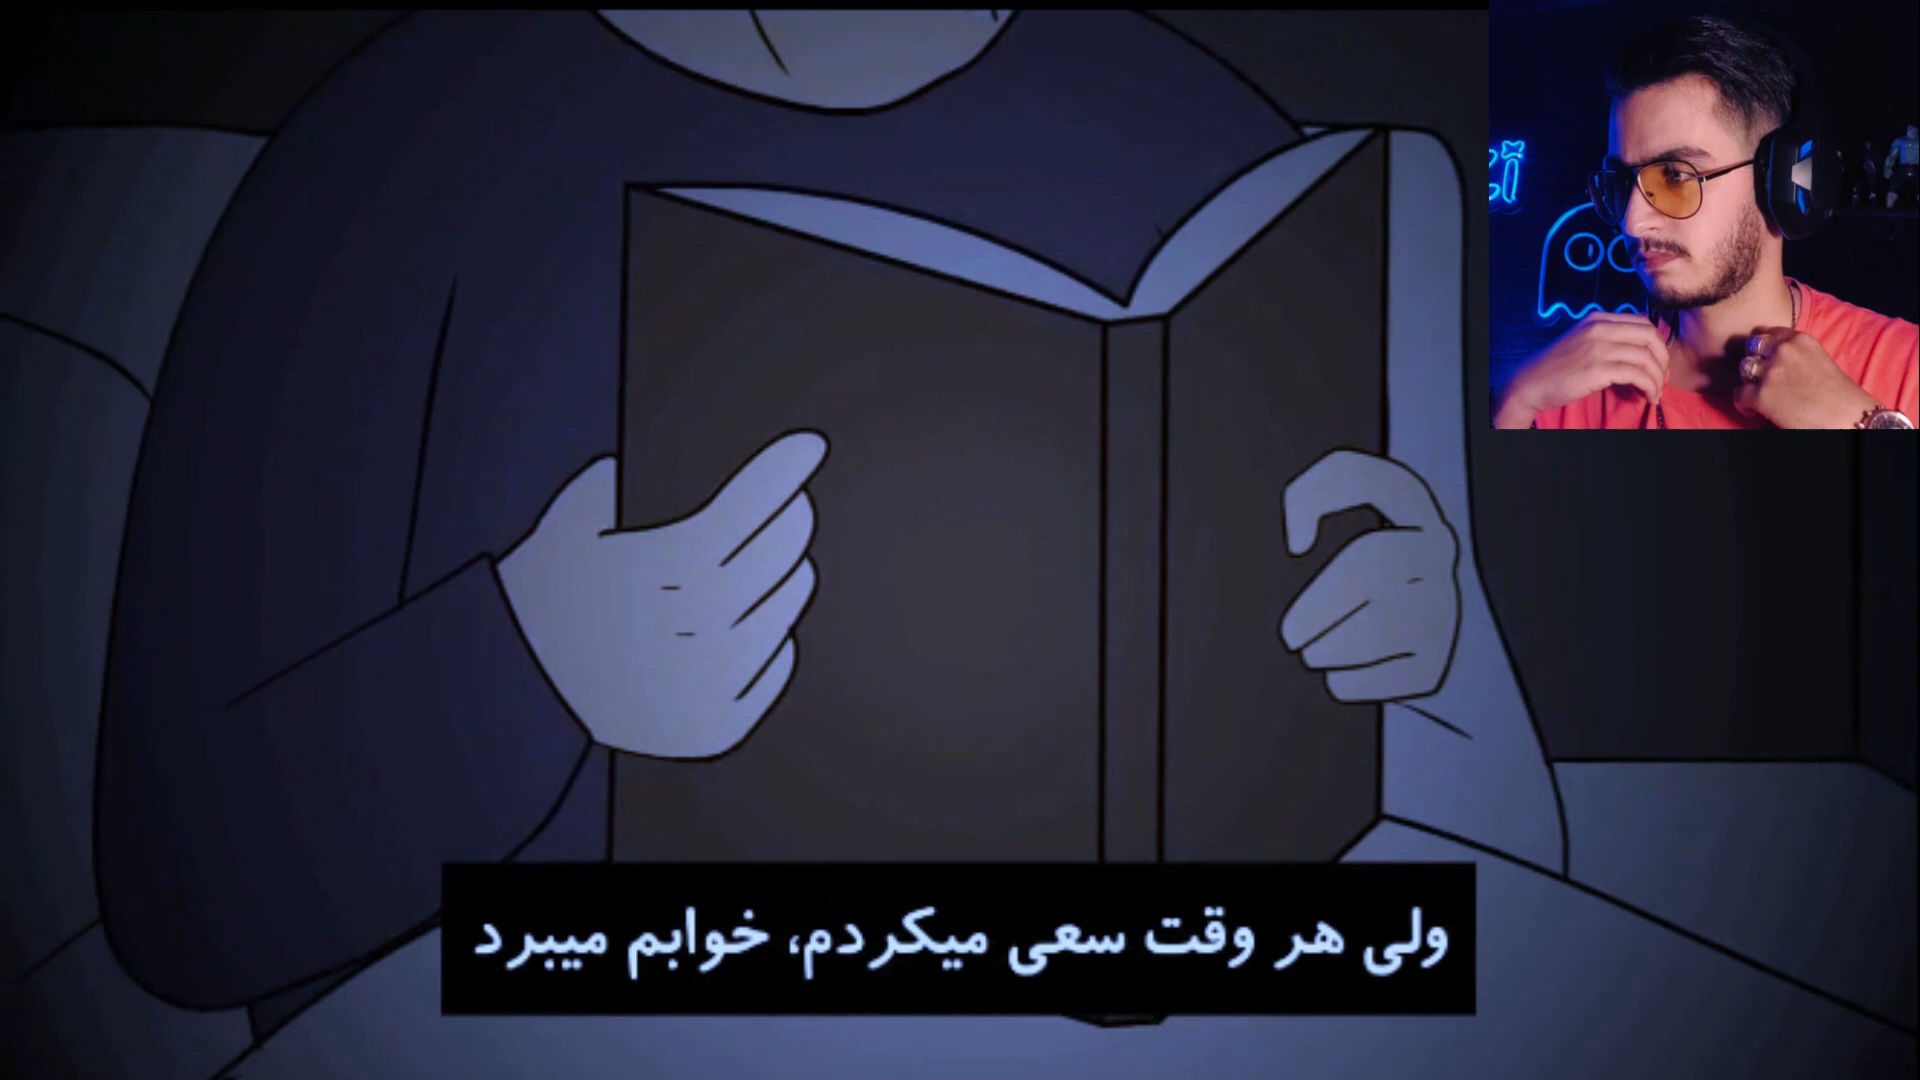 ولی هر وقت سعی میکردم، خوابم میبرد